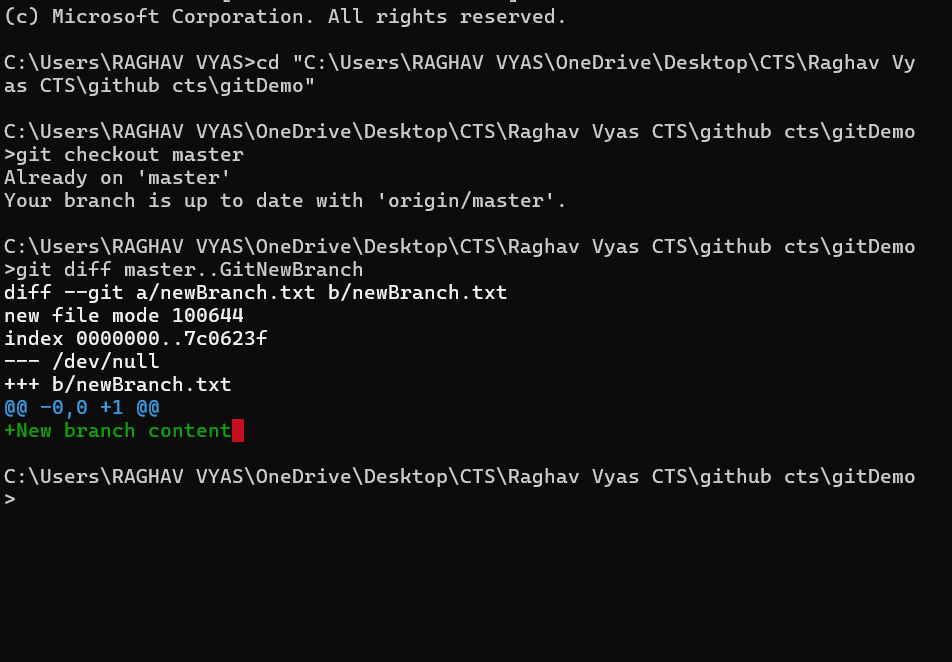 (c) Microsoft Corporation. All rights reserved.
C:\Users\RAGHAV VYAS>cd "C:\Users\RAGHAV VYAS\OneDrive\Desktop\CTS\Raghav Vy
as CTS\github cts\gitDemo"
C:\Users\RAGHAV VYAS\OneDrive\Desktop\CTS\Raghav Vyas CTS\github cts\gitDemo
>git checkout master
Already on 'master'
Your branch is up to date with 'origin/master'.
C:\Users\RAGHAV VYAS\OneDrive\Desktop\CTS\Raghav Vyas CTS\github cts\gitDemo
>git diff master..GitNewBranch
diff --git a/newBranch.txt b/newBranch.txt
new file mode 100644
index 0000000..7c0623f
--- /dev/null
+++ b/newBranch.txt
@@ -0,0 +1 @@
+New branch content
C:\Users\RAGHAV VYAS\OneDrive\Desktop\CTS\Raghav Vyas CTS\github cts\gitDemo
>